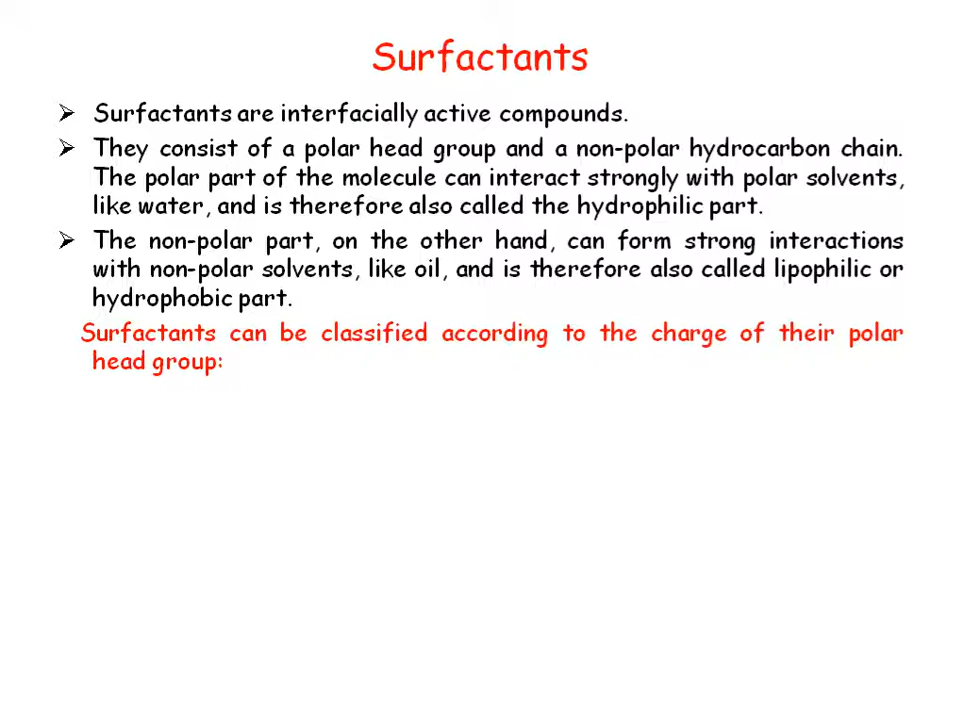 Surfactants
➢ Surfactants are interfacially active compounds.
➢ They consist of a polar head group and a non-polar hydrocarbon chain.
The polar part of the molecule can interact strongly with polar solvents,
like water, and is therefore also called the hydrophilic part.
➢ The non-polar part, on the other hand, can form strong interactions
with non-polar solvents, like oil, and is therefore also called lipophilic or
hydrophobic part.
Surfactants can be classified according to the charge of their polar
head group: